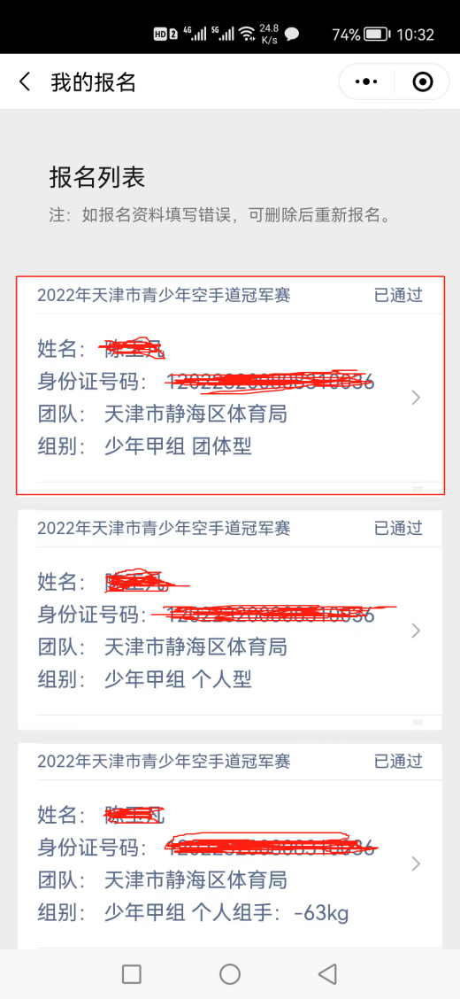 HD 2 4G 5G 24.8 K/s 74% 10:32
我的报名
报名列表
注：如报名资料填写错误，可删除后重新报名。
2022年天津市青少年空手道冠军赛 已通过
姓名：
身份证号码：
团队： 天津市静海区体育局
组别： 少年甲组 团体型
2022年天津市青少年空手道冠军赛 已通过
姓名：
身份证号码：
团队： 天津市静海区体育局
组别： 少年甲组 个人型
2022年天津市青少年空手道冠军赛 已通过
姓名：
身份证号码：
团队： 天津市静海区体育局
组别： 少年甲组 个人组手：-63kg